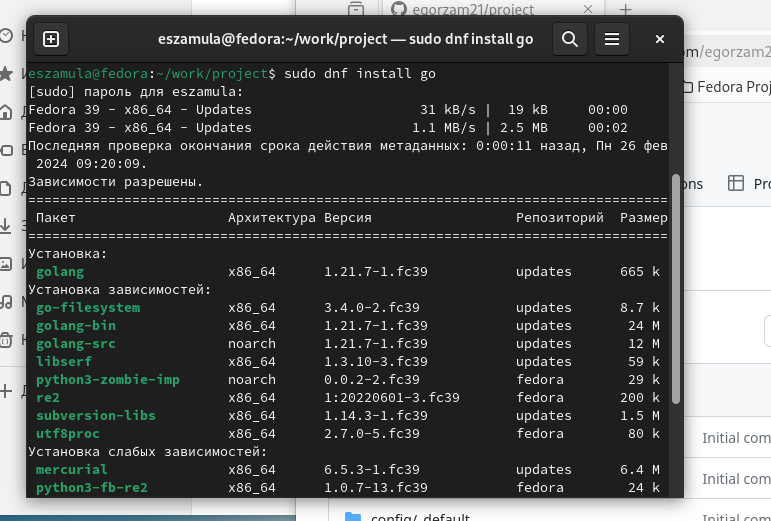 egorzam21/project
eszamula@fedora:~/work/project — sudo dnf install go
om/egorzam2
Fedora Proj
eszamula@fedora:~/work/project$ sudo dnf install go
[sudo] пароль для eszamula:
Fedora 39 - x86_64 - Updates 31 kB/s | 19 kB 00:00
Fedora 39 - x86_64 - Updates 1.1 MB/s | 2.5 MB 00:02
Последняя проверка окончания срока действия метаданных: 0:00:11 назад, Пн 26 фев
2024 09:20:09.
Зависимости разрешены.
================================================================================
Пакет Архитектура Версия Репозиторий Размер
================================================================================
Установка:
golang x86_64 1.21.7-1.fc39 updates 665 k
Установка зависимостей:
go-filesystem x86_64 3.4.0-2.fc39 updates 8.7 k
golang-bin x86_64 1.21.7-1.fc39 updates 24 M
golang-src noarch 1.21.7-1.fc39 updates 12 M
libserf x86_64 1.3.10-3.fc39 updates 59 k
python3-zombie-imp noarch 0.0.2-2.fc39 fedora 29 k
re2 x86_64 1:20220601-3.fc39 fedora 200 k
subversion-libs x86_64 1.14.3-1.fc39 updates 1.5 M
utf8proc x86_64 2.7.0-5.fc39 fedora 80 k
Установка слабых зависимостей:
mercurial x86_64 6.5.3-1.fc39 updates 6.4 M
python3-fb-re2 x86_64 1.0.7-13.fc39 fedora 24 k
ons
Pro
Initial com
Initial com
config/_default
Initial com